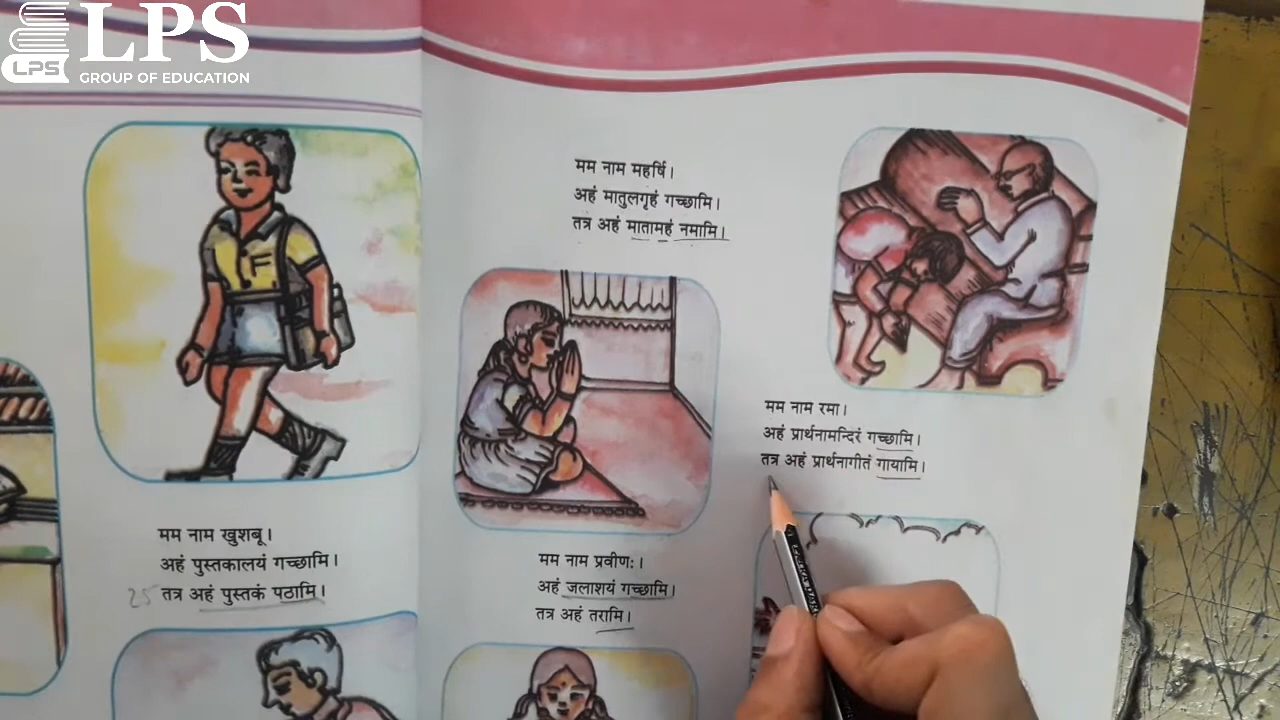 LPS
LPS
GROUP OF EDUCATION
F
मम नाम खुशबू।
अहं पुस्तकालयं गच्छामि।
25 तत्र अहं पुस्तकं पठामि।
मम नाम महर्षि।
अहं मातुलगृहं गच्छामि।
तत्र अहं मातामहं नमामि।
मम नाम रमा।
अहं प्रार्थनामन्दिरं गच्छामि।
तत्र अहं प्रार्थनागीतं गायामि।
मम नाम प्रवीणः।
अहं जलाशयं गच्छामि।
तत्र अहं तरामि।